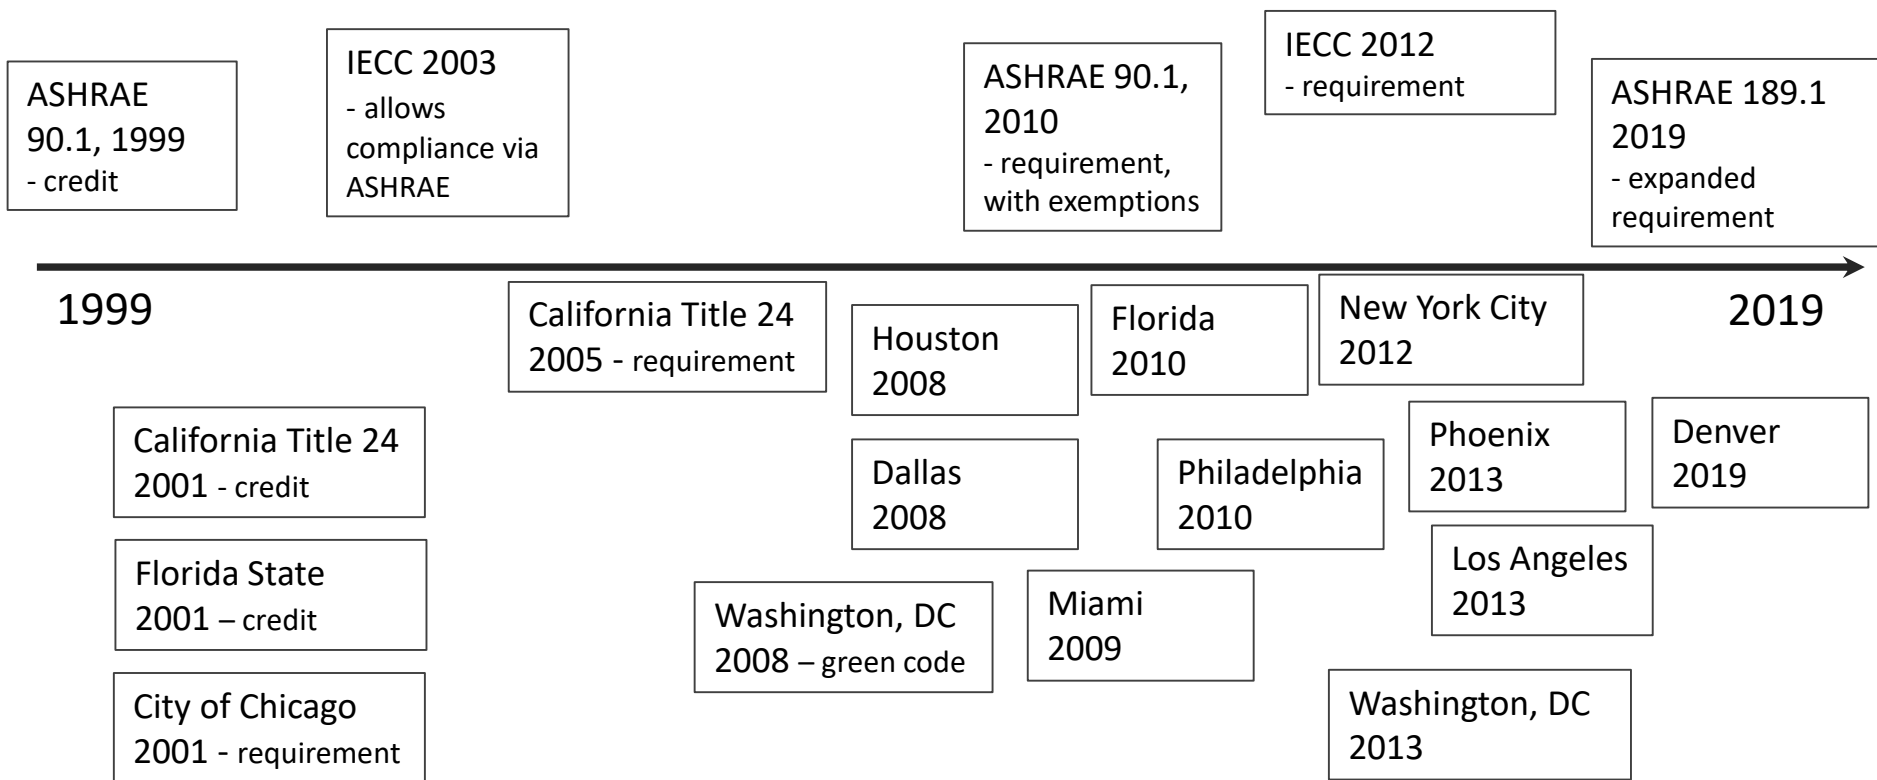 ASHRAE
90.1, 1999
- credit
IECC 2003
- allows
compliance via
ASHRAE
ASHRAE 90.1,
2010
- requirement,
with exemptions
IECC 2012
- requirement
ASHRAE 189.1
2019
- expanded
requirement
1999
2019
California Title 24
2005 - requirement
Houston
2008
Florida
2010
New York City
2012
California Title 24
2001 - credit
Dallas
2008
Philadelphia
2010
Phoenix
2013
Denver
2019
Florida State
2001 – credit
Washington, DC
2008 – green code
Miami
2009
Los Angeles
2013
City of Chicago
2001 - requirement
Washington, DC
2013